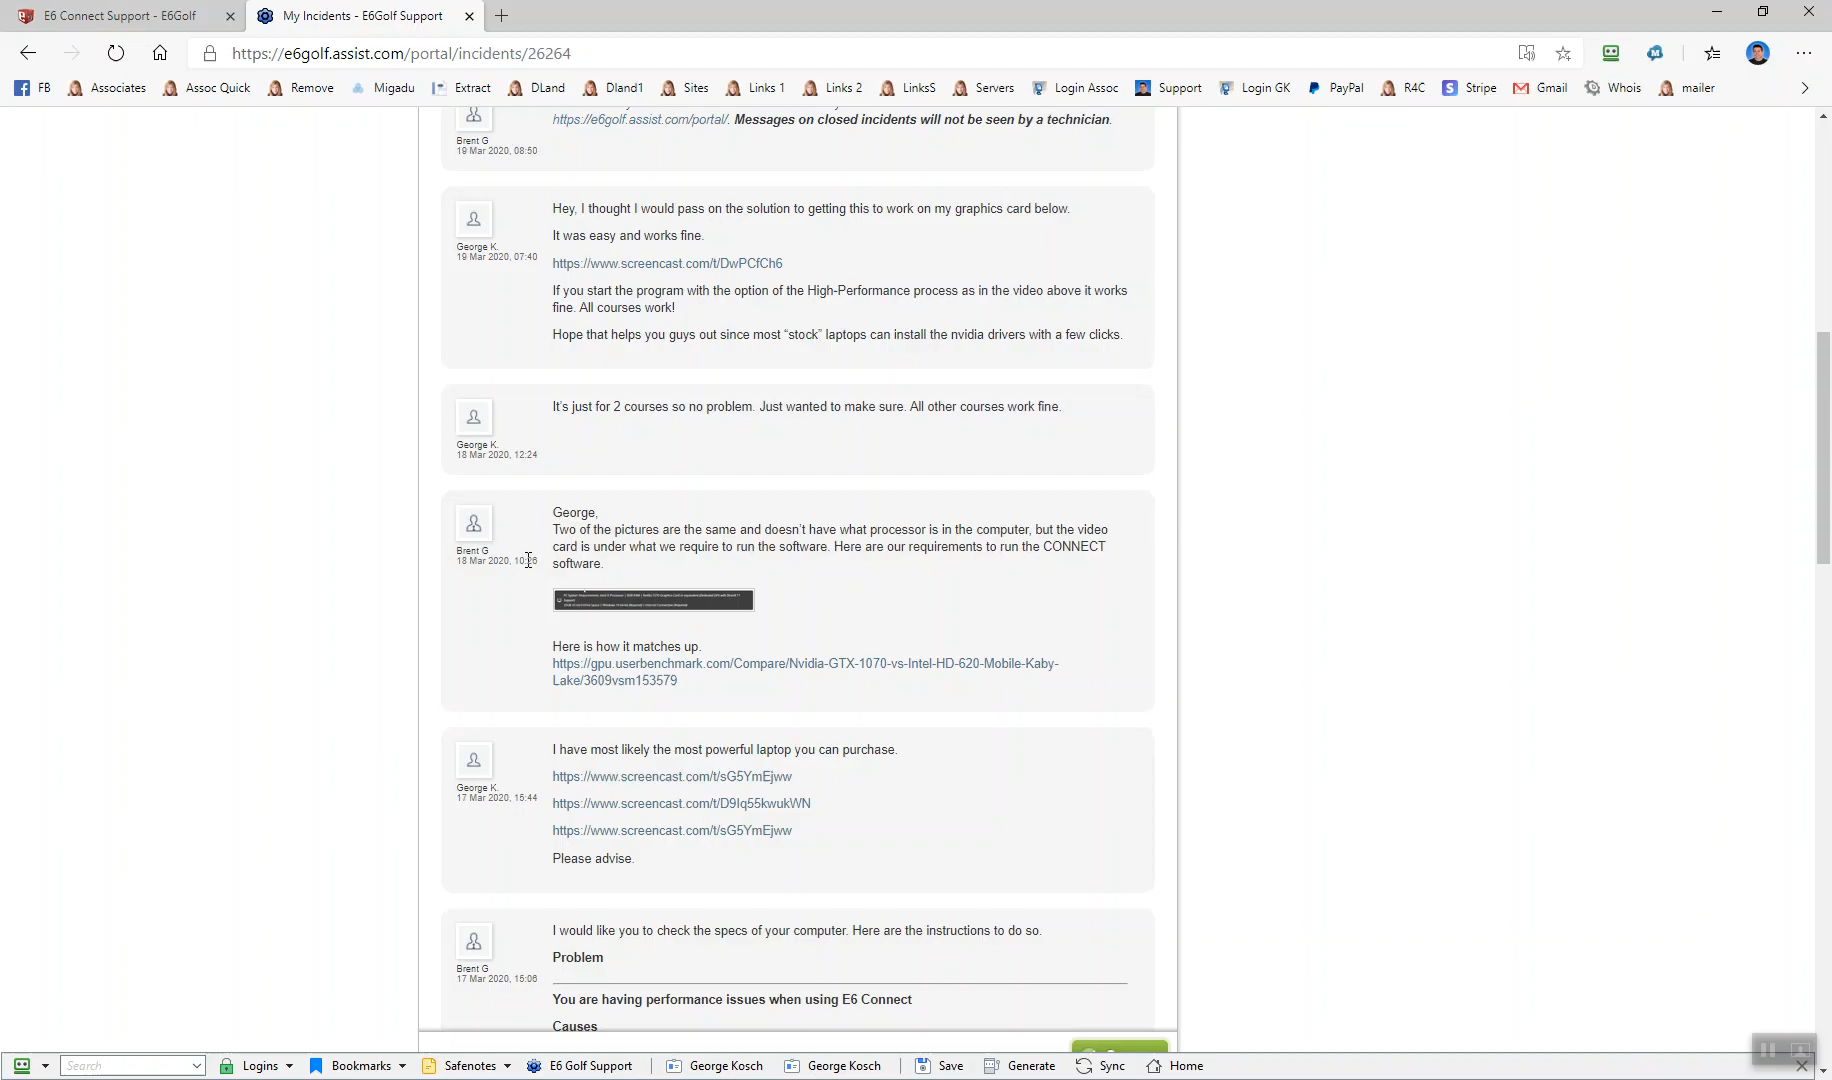 E6 Connect Support - E6Golf
My Incidents - E6Golf Support
https://e6golf.assist.com/portal/incidents/26264
FB Associates Assoc Quick Remove Migadu Extract DLand Dland1 Sites Links 1 Links 2 LinksS Servers Login Assoc Support Login GK PayPal R4C Stripe Gmail Whois mailer
https://e6golf.assist.com/portal/. Messages on closed incidents will not be seen by a technician.
Brent G
19 Mar 2020, 08:50
Hey, I thought I would pass on the solution to getting this to work on my graphics card below.
It was easy and works fine.
George K.
19 Mar 2020, 07:40
https://www.screencast.com/t/DwPCfCh6
If you start the program with the option of the High-Performance process as in the video above it works
fine. All courses work!
Hope that helps you guys out since most “stock” laptops can install the nvidia drivers with a few clicks.
It’s just for 2 courses so no problem. Just wanted to make sure. All other courses work fine.
George K.
18 Mar 2020, 12:24
George,
Two of the pictures are the same and doesn’t have what processor is in the computer, but the video
card is under what we require to run the software. Here are our requirements to run the CONNECT
software.
Brent G
18 Mar 2020,
Here is how it matches up.
https://gpu.userbenchmark.com/Compare/Nvidia-GTX-1070-vs-Intel-HD-620-Mobile-Kaby-
Lake/3609vsm153579
I have most likely the most powerful laptop you can purchase.
https://www.screencast.com/t/sG5YmEjww
George K.
17 Mar 2020, 15:44
https://www.screencast.com/t/D9Iq55kwukWN
https://www.screencast.com/t/sG5YmEjww
Please advise.
I would like you to check the specs of your computer. Here are the instructions to do so.
Problem
Brent G
17 Mar 2020, 15:06
You are having performance issues when using E6 Connect
Causes
Search Logins Bookmarks Safenotes E6 Golf Support George Kosch George Kosch Save Generate Sync Home